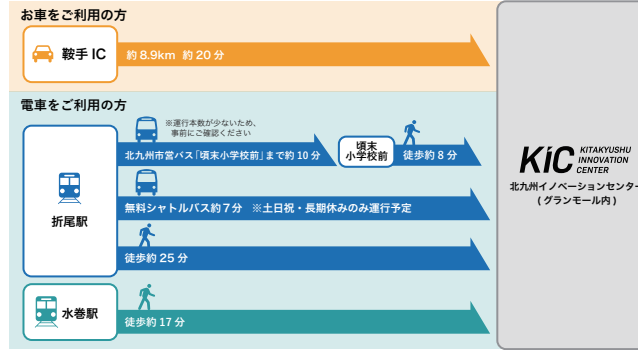 お車をご利用の方
鞍手 IC
約 8.9km 約 20 分
電車をご利用の方
折尾駅
※運行本数が少ないため、
事前にご確認ください
北九州市営バス「頃末小学校前」まで約 10 分
頃末
小学校前
徒歩約 8 分
無料シャトルバス約 7 分 ※土日祝・長期休みのみ運行予定
徒歩約 25 分
水巻駅
徒歩約 17 分
KIC
KITAKYUSHU
INNOVATION
CENTER
北九州イノベーションセンター
( グランモール内 )